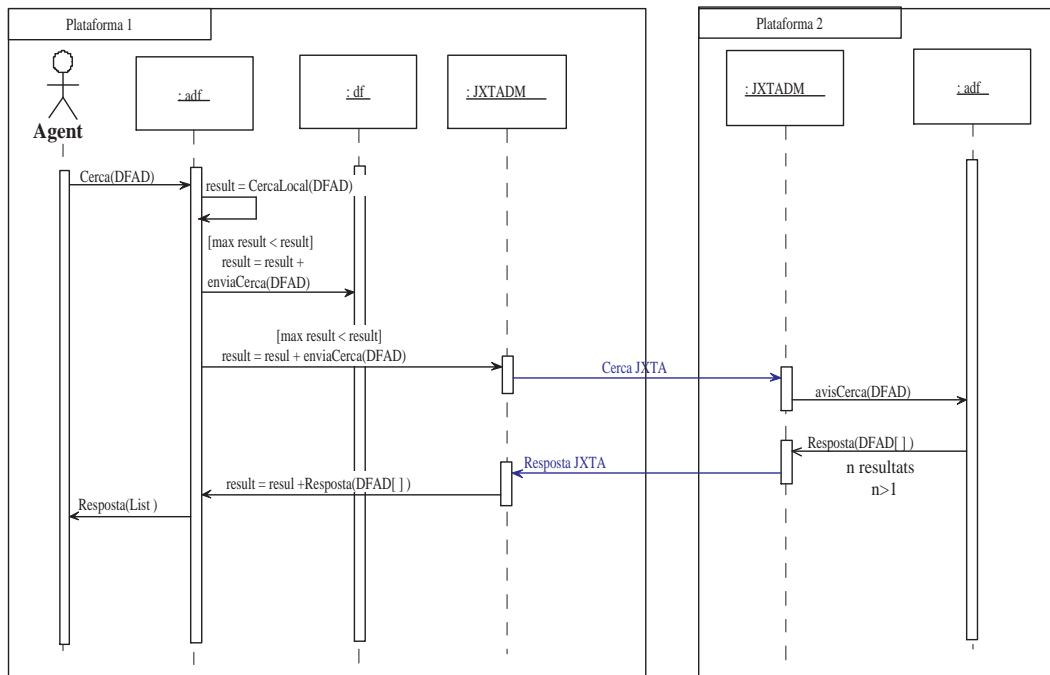 Plataforma 1
Plataforma 2
: adf
: df
: JXTADM
: JXTADM
: adf
Agent
Cerca(DFAD)
result = CercaLocal(DFAD)
[max result < result]
result = result +
enviaCerca(DFAD)
[max result < result]
result = resul + enviaCerca(DFAD)
Cerca JXTA
avisCerca(DFAD)
Resposta(DFAD[ ] )
n resultats
n>1
Resposta JXTA
result = resul +Resposta(DFAD[ ] )
Resposta(List )